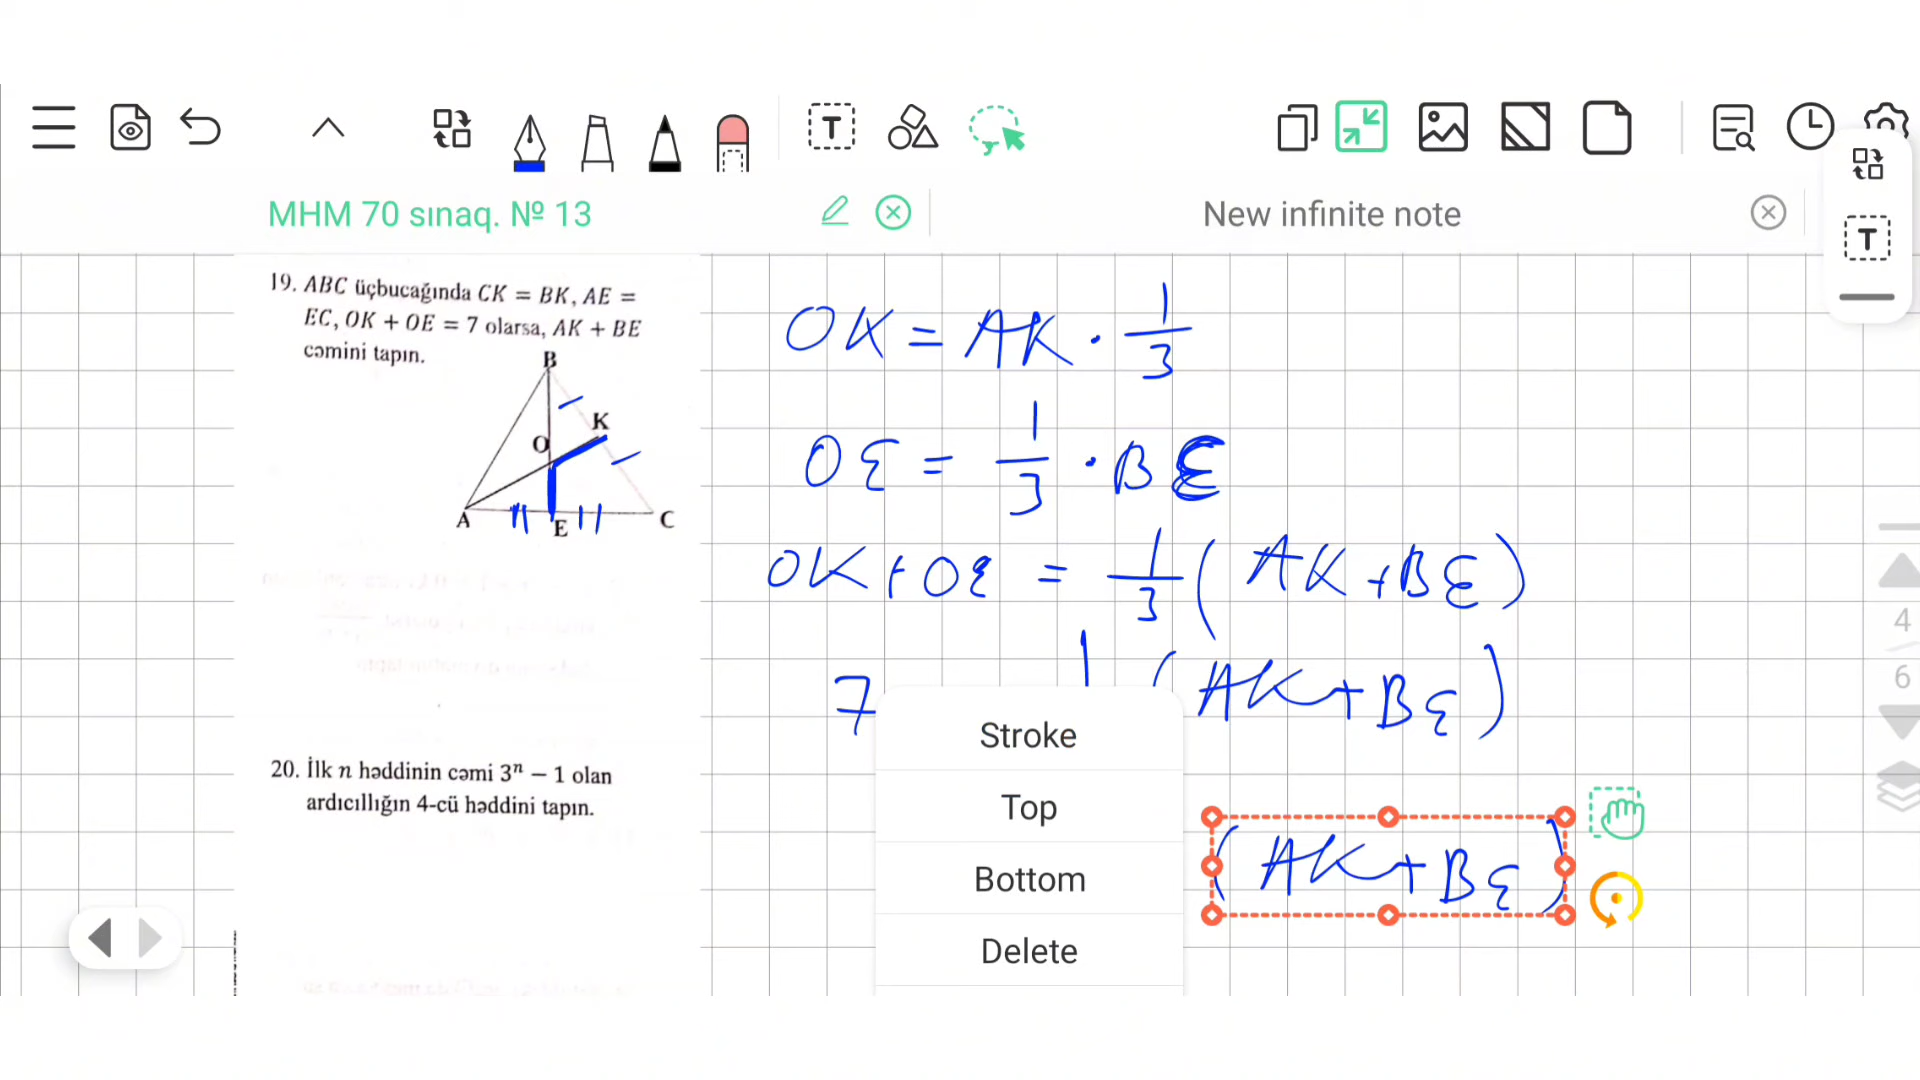 MHM 70 sınaq. № 13
New infinite note
T
T
19. ABC üçbucağında CK = BK, AE =
EC, OK + OE = 7 olarsa, AK + BE
cəmini tapın.
B
K
O
A
E
C
20. İlk n həddinin cəmi 3ⁿ − 1 olan
ardıcıllığın 4-cü həddini tapın.
OK = AK · 1/3
OE = 1/3 · BE
OK + OE = 1/3 (AK + BE)
7 (AK + BE)
(AK + BE)
Stroke
Top
Bottom
Delete
4
6